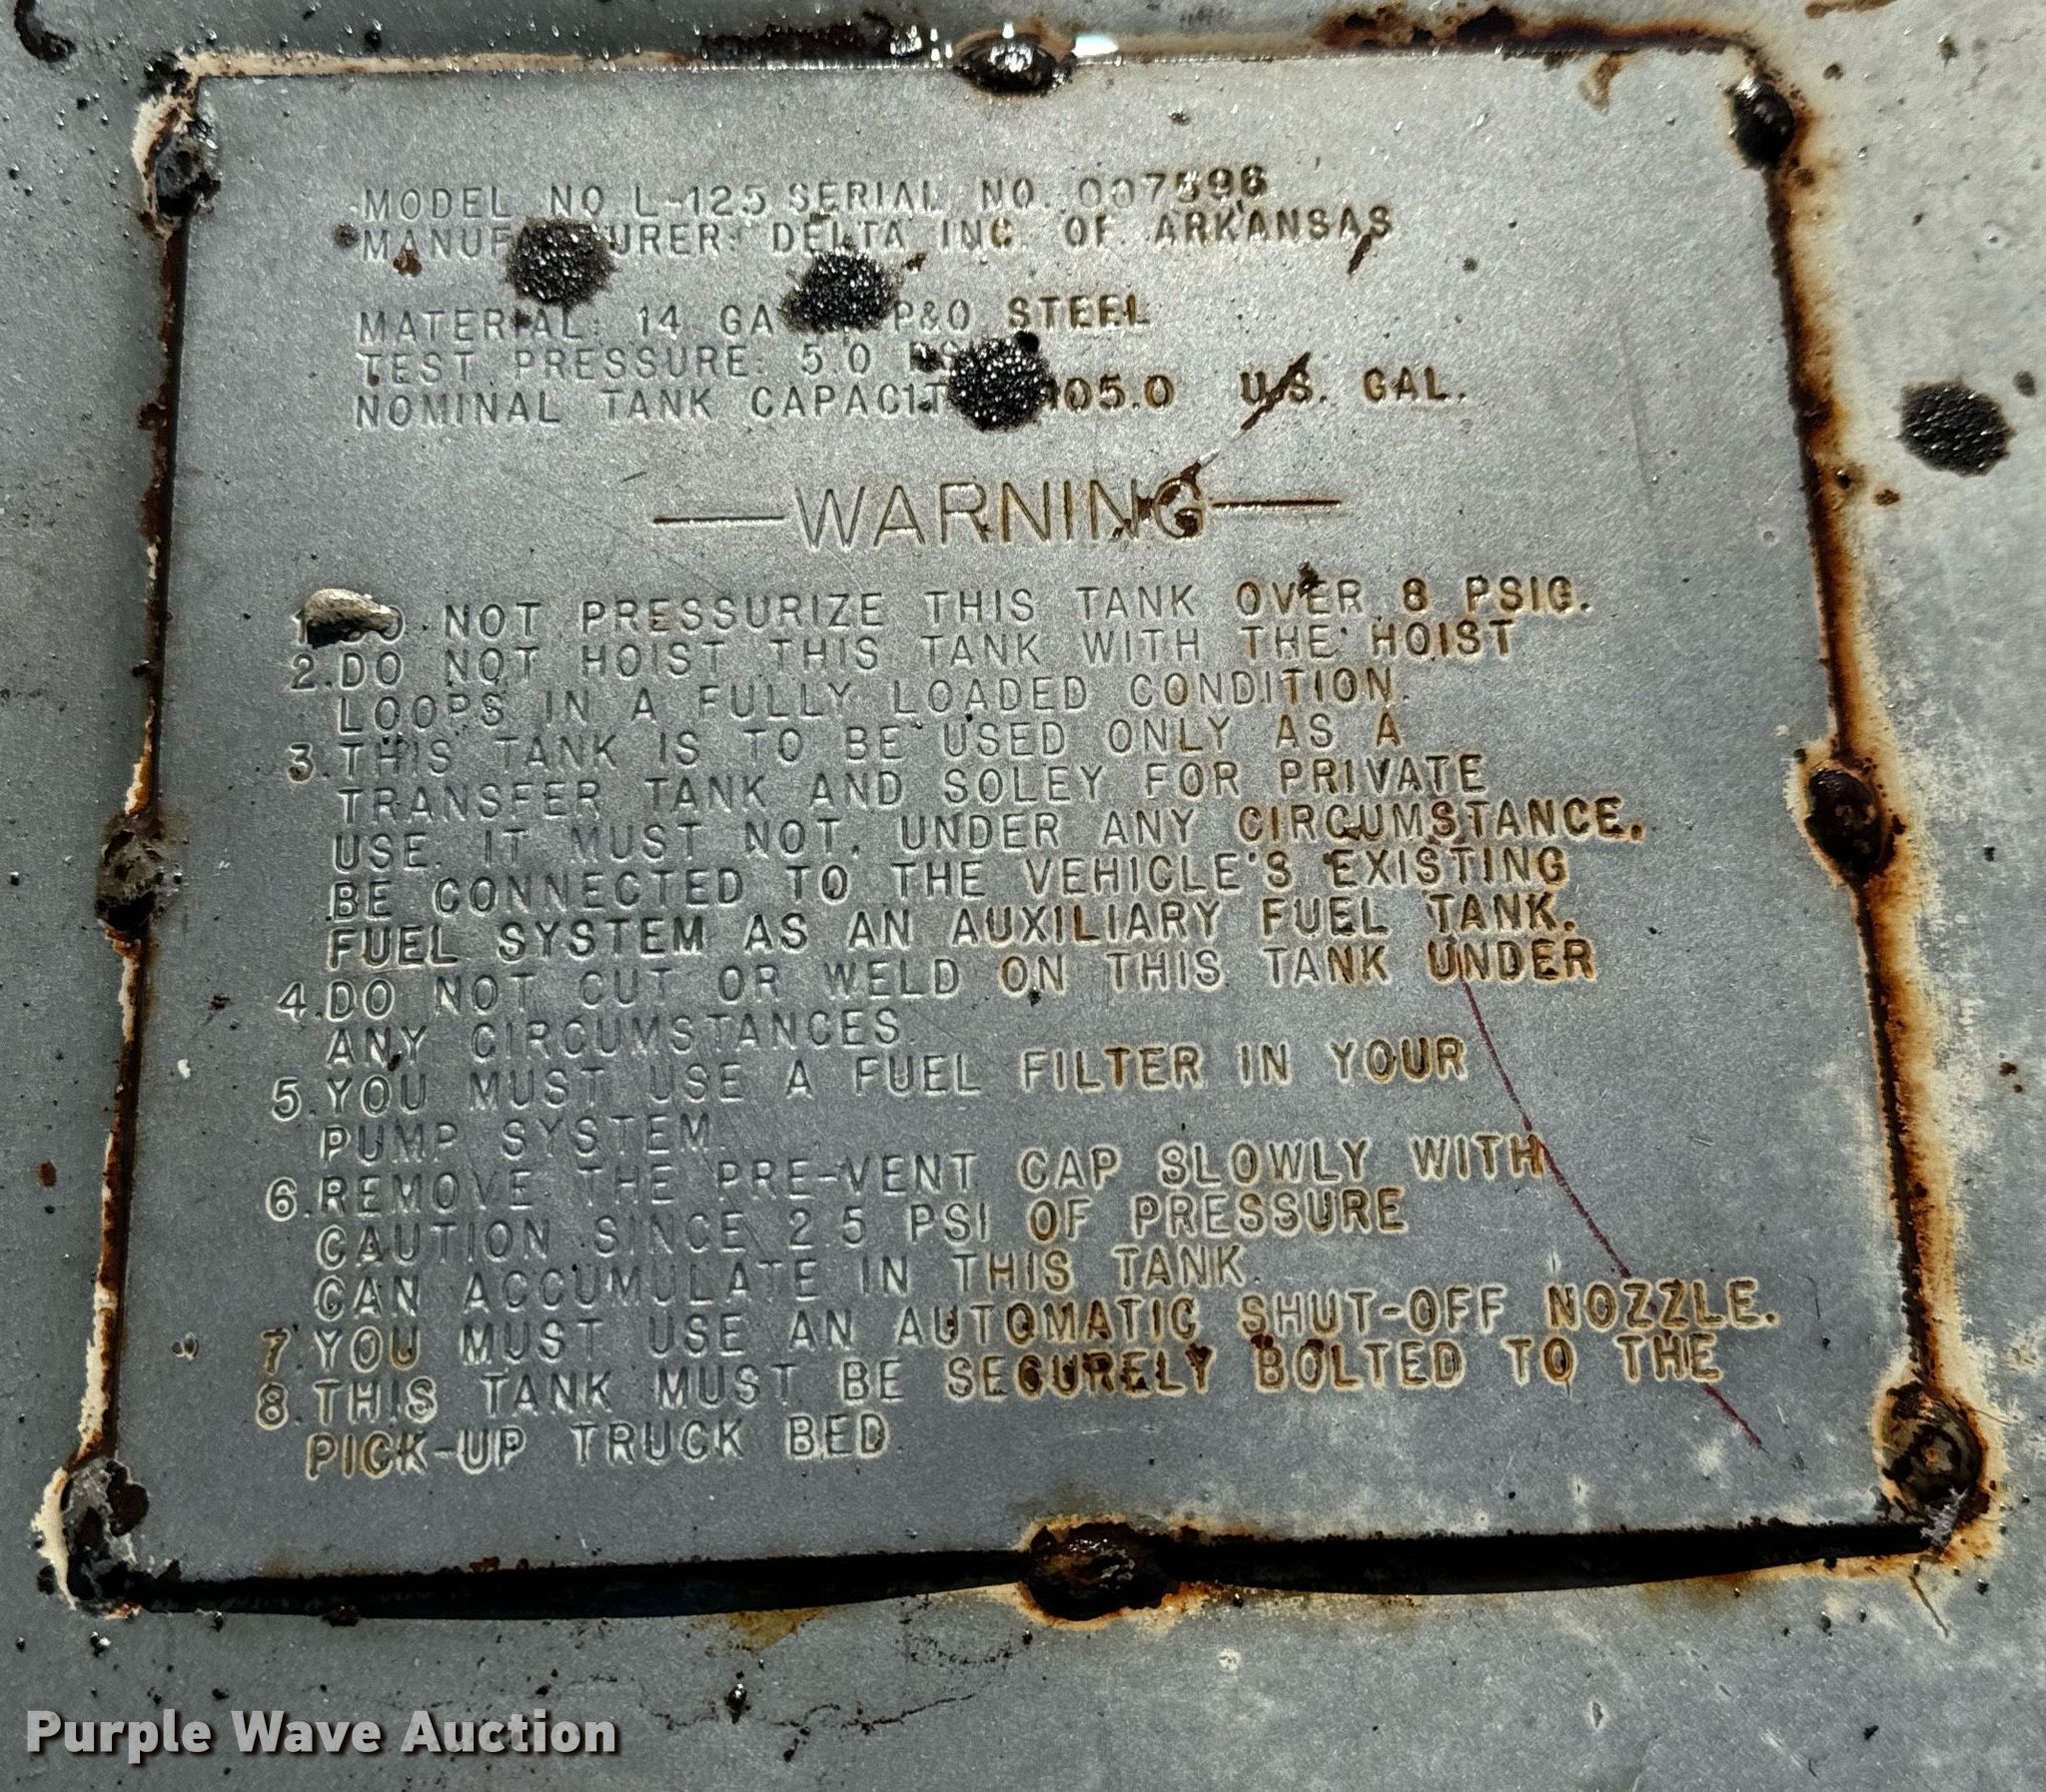 MODEL NO L-125 SERIAL NO. 007596
DELTA INC. OF ARKANSAS
MATERIAL: 14 GA P&O STEEL
TEST PRESSURE: 5.0
NOMINAL TANK 105.0 U.S. GAL.
—WARNING—
1. DO NOT PRESSURIZE THIS TANK OVER 8 PSIG.
2. DO NOT HOIST THIS TANK WITH THE HOIST
LOOPS IN A FULLY LOADED CONDITION.
3. THIS TANK IS TO BE USED ONLY AS A
TRANSFER TANK AND SOLEY FOR PRIVATE
USE. IT MUST NOT, UNDER ANY CIRCUMSTANCE,
BE CONNECTED TO THE VEHICLE'S EXISTING
FUEL SYSTEM AS AN AUXILIARY FUEL TANK.
4. DO NOT CUT OR WELD ON THIS TANK UNDER
ANY CIRCUMSTANCES.
5. YOU MUST USE A FUEL FILTER IN YOUR
PUMP SYSTEM.
6. REMOVE THE PRE-VENT CAP SLOWLY WITH
CAUTION SINCE 2.5 PSI OF PRESSURE
CAN ACCUMULATE IN THIS TANK.
7. YOU MUST USE AN AUTOMATIC SHUT-OFF NOZZLE.
8. THIS TANK MUST BE SECURELY BOLTED TO THE
PICK-UP TRUCK BED
Purple Wave Auction